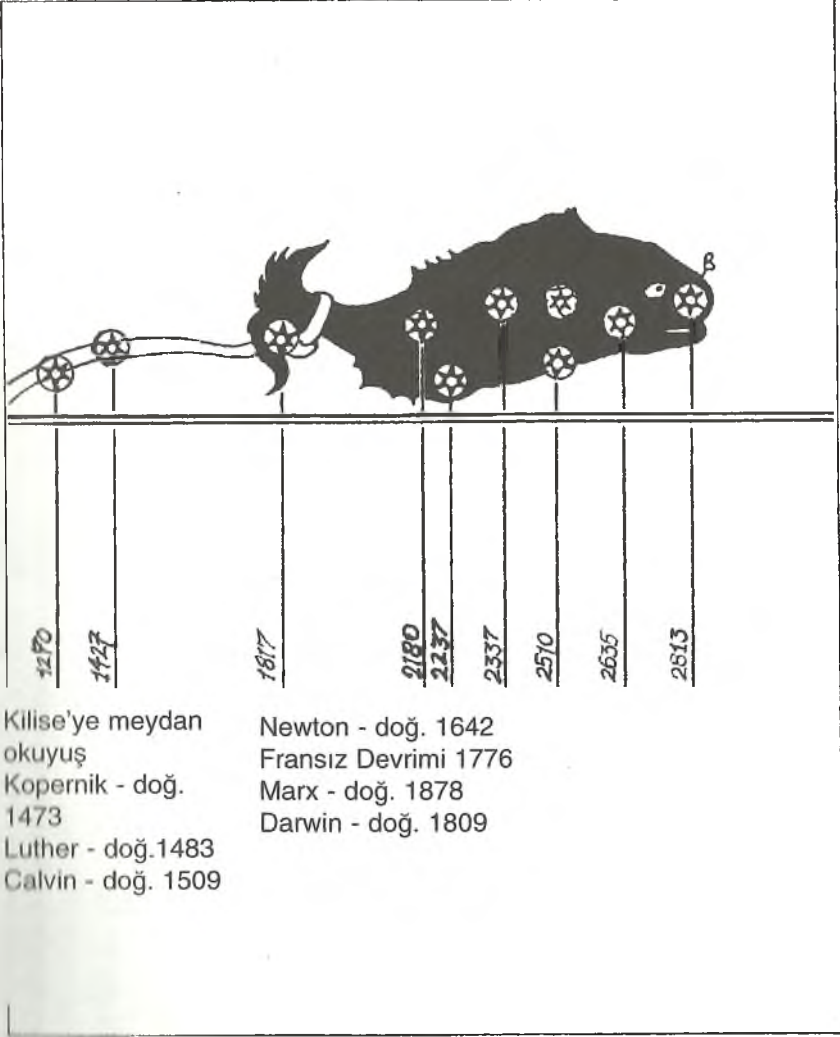 β
1290
1427
1817
2180
2237
2337
2510
2635
2813
Kilise'ye meydan
okuyuş
Kopernik - doğ.
1473
Luther - doğ.1483
Calvin - doğ. 1509
Newton - doğ. 1642
Fransız Devrimi 1776
Marx - doğ. 1878
Darwin - doğ. 1809